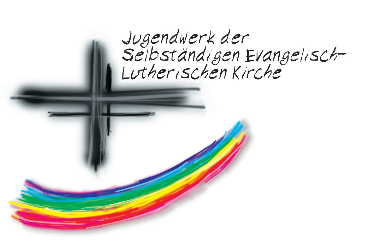 Jugendwerk der
Selbständigen Evangelisch-
Lutherischen Kirche